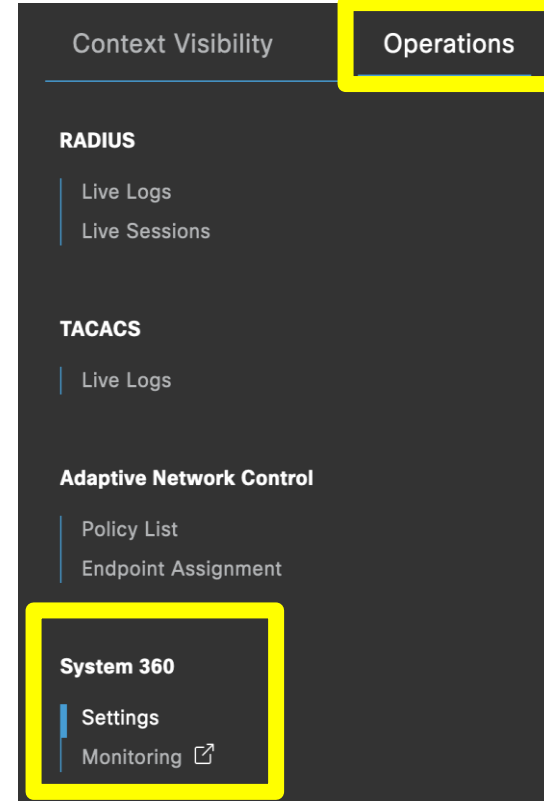 Context Visibility Operations
RADIUS
Live Logs
Live Sessions
TACACS
Live Logs
Adaptive Network Control
Policy List
Endpoint Assignment
System 360
Settings
Monitoring